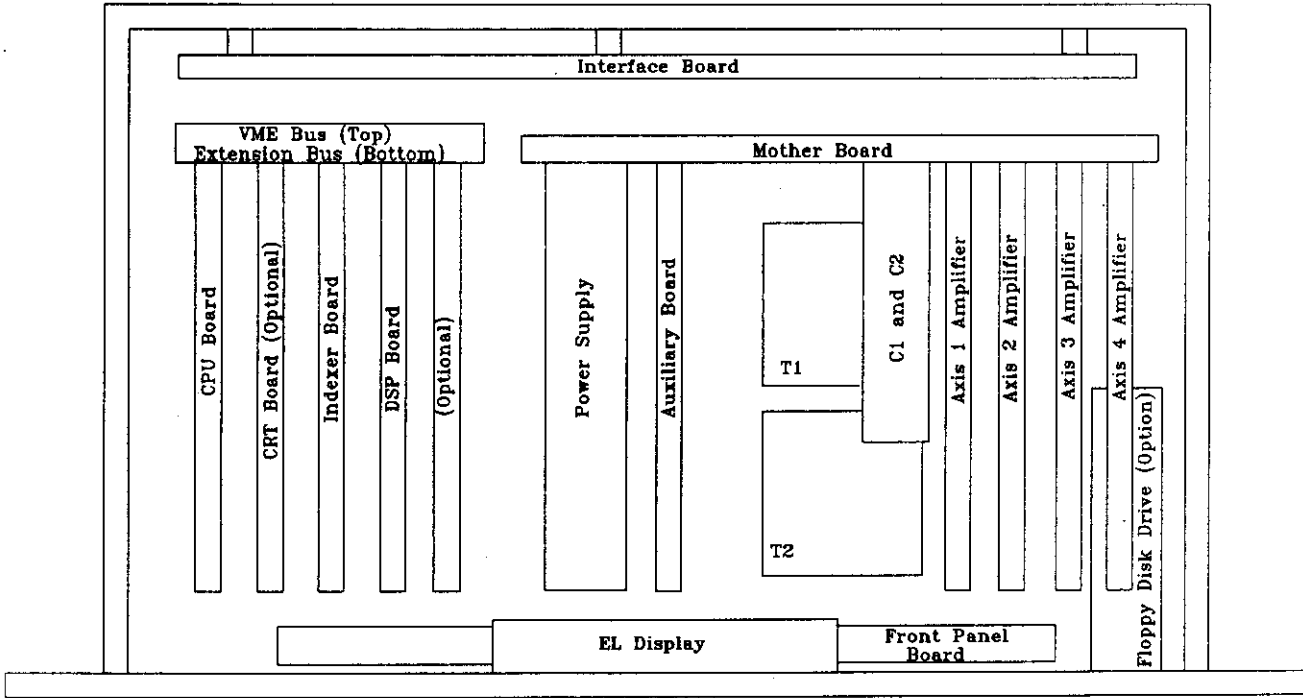 Interface Board
VME Bus (Top)
Extension Bus (Bottom)
Mother Board
CPU Board
CRT Board (Optional)
Indexer Board
DSP Board
(Optional)
Power Supply
Auxiliary Board
T1
T2
C1 and C2
Axis 1 Amplifier
Axis 2 Amplifier
Axis 3 Amplifier
Axis 4 Amplifier
Floppy Disk Drive (Option)
EL Display
Front Panel
Board